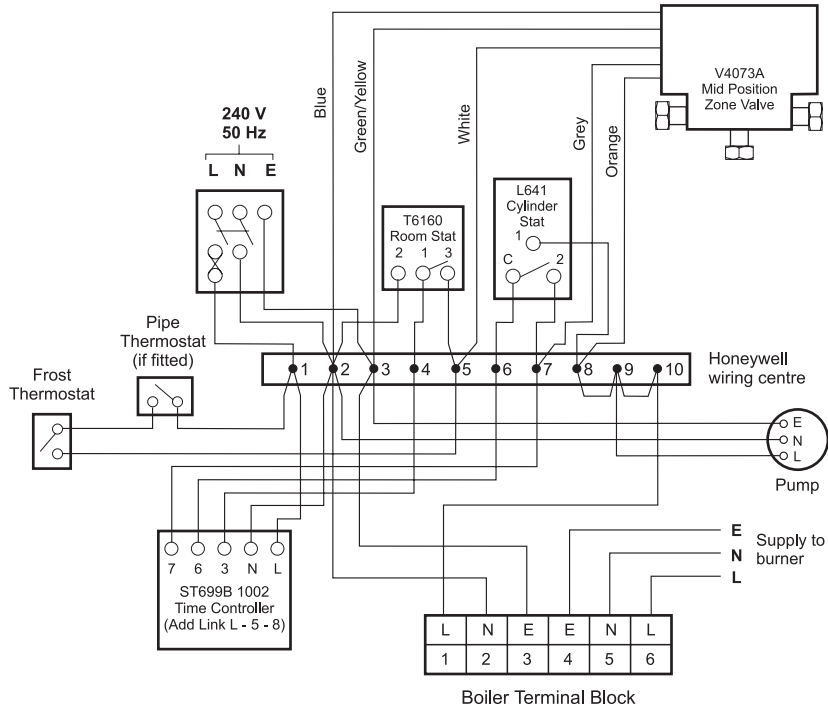 V4073A
Mid Position
Zone Valve
Blue
Green/Yellow
White
Grey
Orange
240 V
50 Hz
L N E
T6160
Room Stat
2 1 3
L641
Cylinder
Stat
1
C 2
Pipe
Thermostat
(if fitted)
Frost
Thermostat
1 2 3 4 5 6 7 8 9 10
Honeywell
wiring centre
E
N
L
Pump
7 6 3 N L
ST699B 1002
Time Controller
(Add Link L - 5 - 8)
E
N
L
Supply to
burner
L N E E N L
1 2 3 4 5 6
Boiler Terminal Block